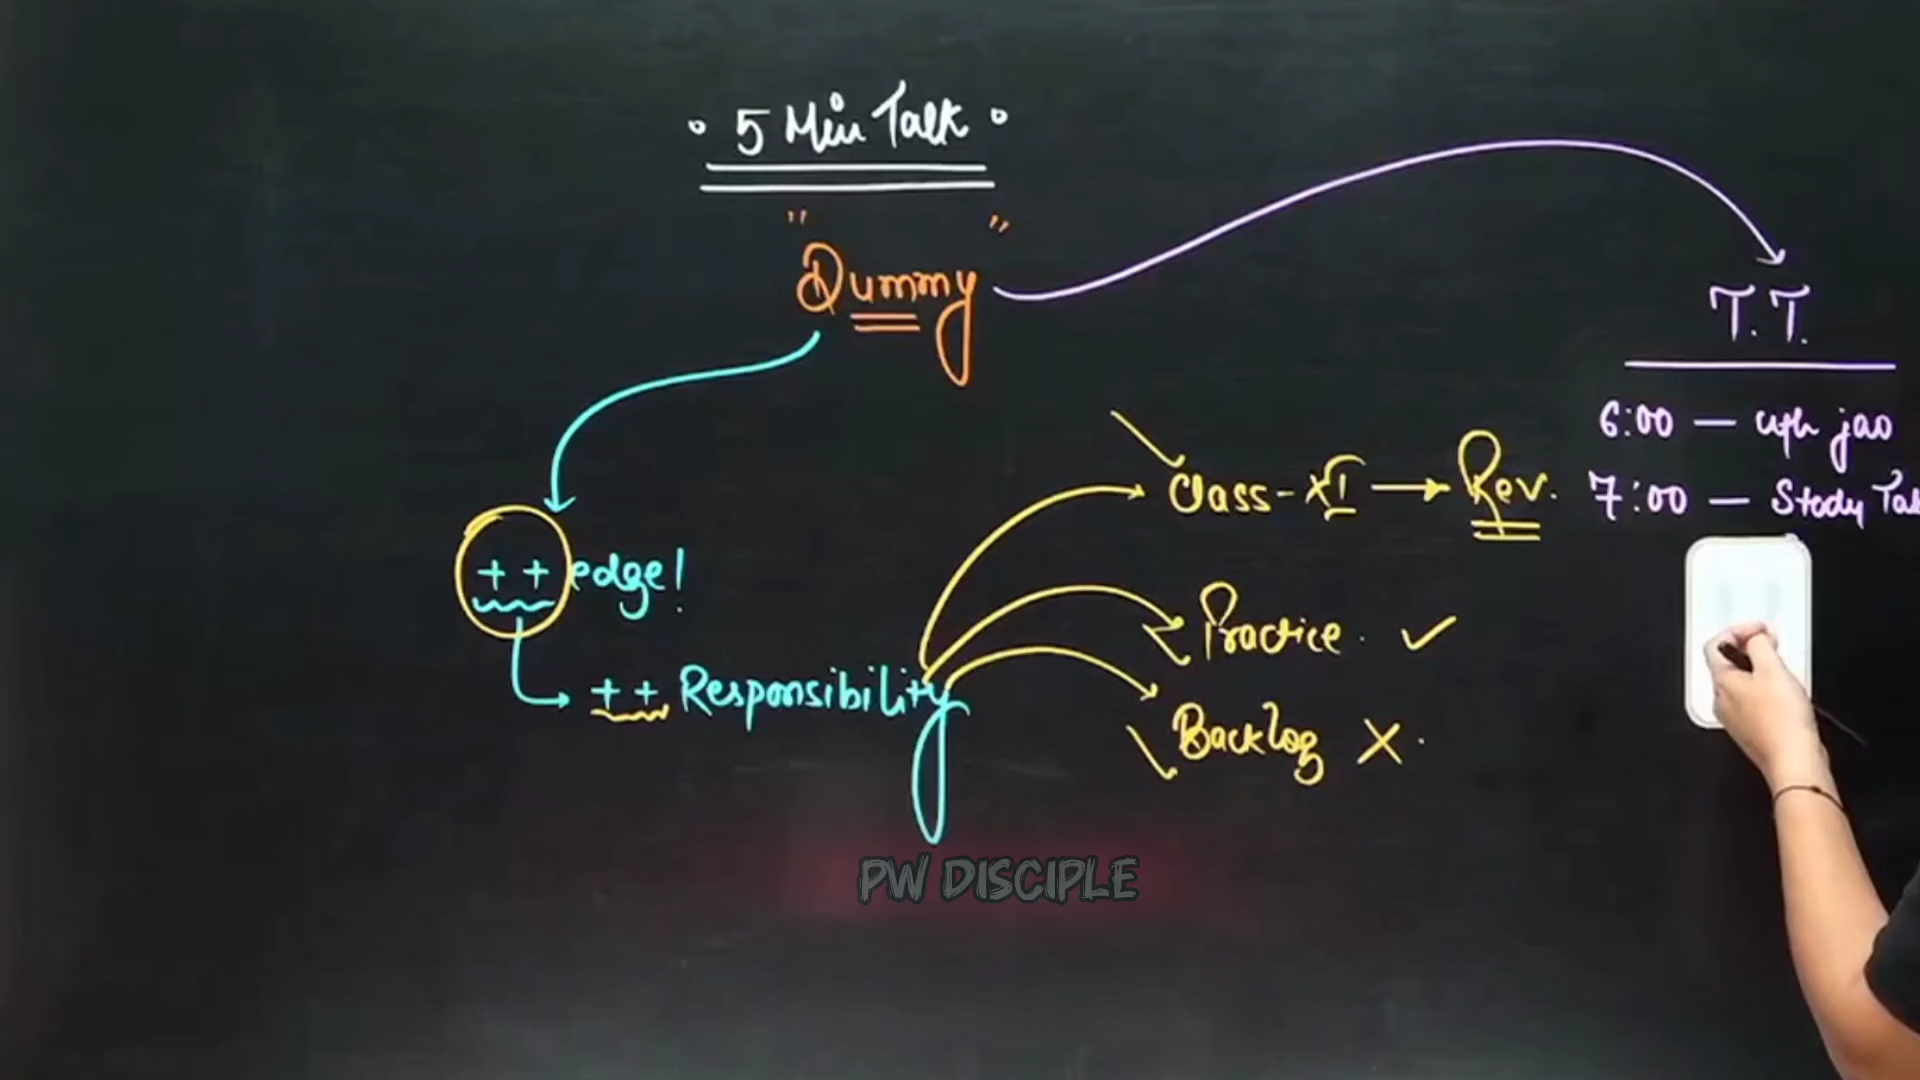 • 5 Min Talk •
" Dummy "
T.T.
6:00 — uth jao
7:00 — Study Ta
Class-XI → Rev.
+ + edge!
Practice. ✓
+ + Responsibility
Backlog ✗.
PW DISCIPLE